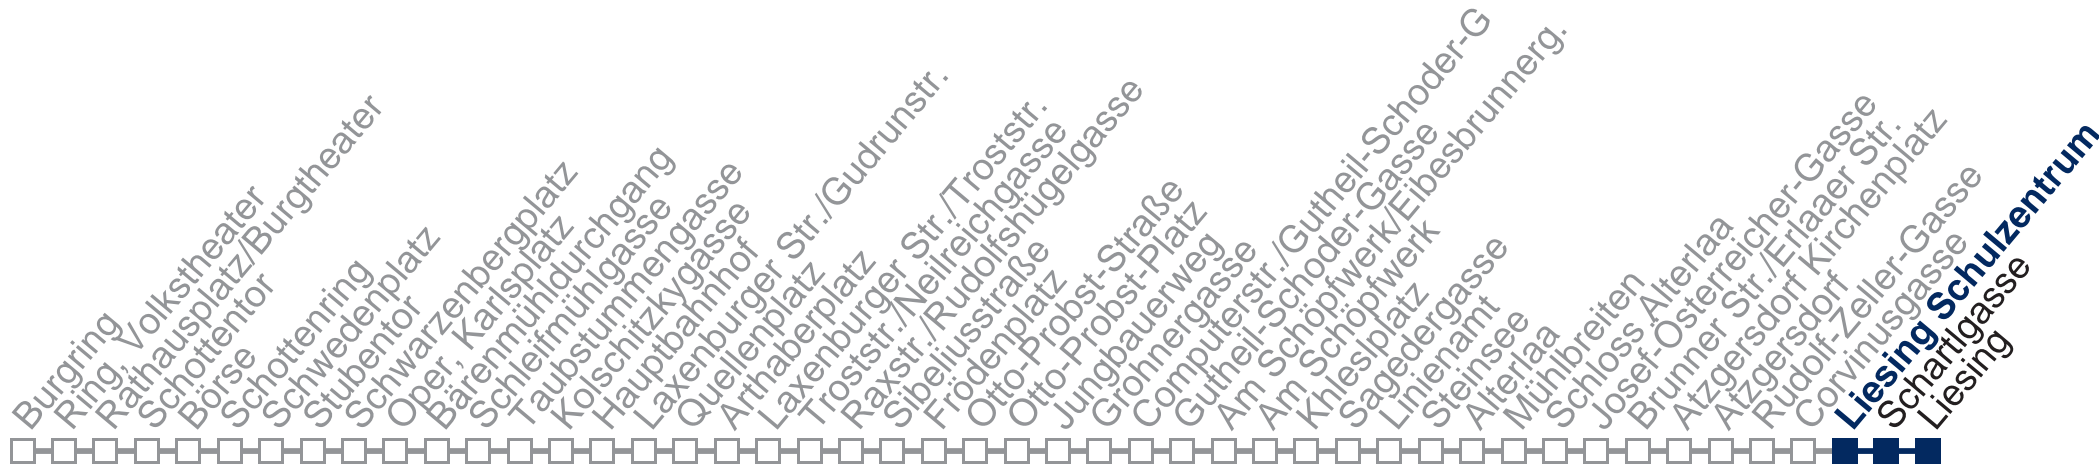 Burgring
Ring, Volkstheater
Rathausplatz/Burgtheater
Schottentor
Börse
Schottenring
Schwedenplatz
Stubentor
Schwarzenbergplatz
Oper, Karlsplatz
Bärenmühldurchgang
Schleifmühlgasse
Taubstummengasse
Kolschitzkygasse
Hauptbahnhof
Laxenburger Str./Gudrunstr.
Quellenplatz
Arthaberplatz
Laxenburger Str./Troststr.
Troststr./Neilreichgasse
Raxstr./Rudolfshügelgasse
Sibeliusstraße
Frödenplatz
Otto-Probst-Straße
Otto-Probst-Platz
Jungbauerweg
Grohnergasse
Computerstr./Gutheil-Schoder-G
Gutheil-Schoder-Gasse
Am Schöpfwerk/Eibesbrunnerg.
Am Schöpfwerk
Khleslplatz
Sagedergasse
Linienamt
Steinsee
Alterlaa
Mühlbreiten
Schloss Alterlaa
Josef-Österreicher-Gasse
Brunner Str./Erlaaer Str.
Atzgersdorf Kirchenplatz
Atzgersdorf
Rudolf-Zeller-Gasse
Corvinusgasse
Liesing Schulzentrum
Schartlgasse
Liesing